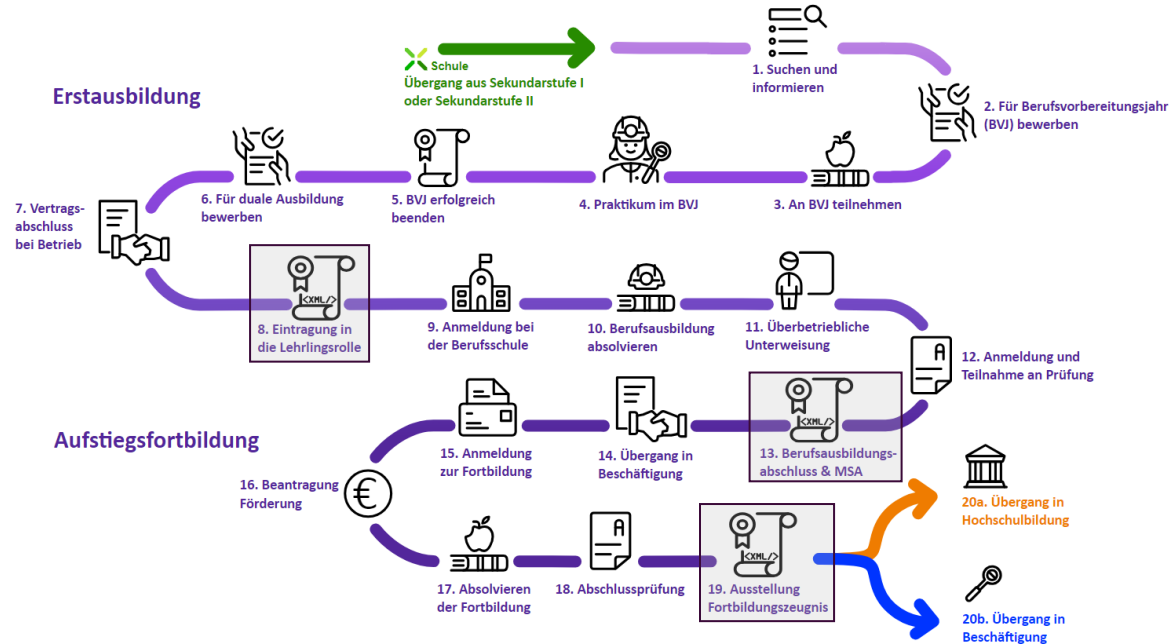 Schule
Übergang aus Sekundarstufe I
oder Sekundarstufe II
1. Suchen und
informieren
Erstausbildung
2. Für Berufsvorbereitungsjahr
(BVJ) bewerben
6. Für duale Ausbildung
bewerben
5. BVJ erfolgreich
beenden
4. Praktikum im BVJ
3. An BVJ teilnehmen
7. Vertrags-
abschluss
bei Betrieb
<XML/>
8. Eintragung in
die Lehrlingsrolle
9. Anmeldung bei
der Berufsschule
10. Berufsausbildung
absolvieren
11. Überbetriebliche
Unterweisung
A
12. Anmeldung und
Teilnahme an Prüfung
Aufstiegsfortbildung
<XML/>
13. Berufsausbildungs-
abschluss & MSA
14. Übergang in
Beschäftigung
15. Anmeldung
zur Fortbildung
16. Beantragung
Förderung
€
17. Absolvieren
der Fortbildung
A
18. Abschlussprüfung
<XML/>
19. Ausstellung
Fortbildungszeugnis
20a. Übergang in
Hochschulbildung
20b. Übergang in
Beschäftigung